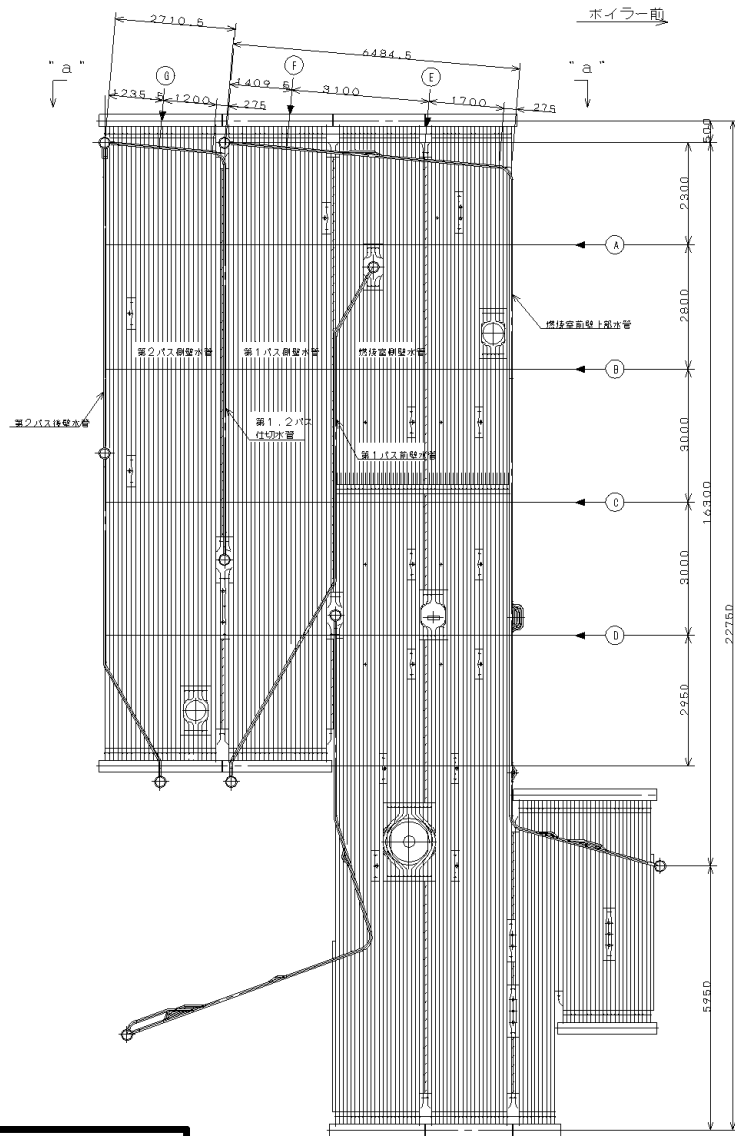 ボイラー前
2710.5
6484.5
"a"
"a"
G
F
E
1409.5
3100
1235.5
1200
275
1700
275
500
2300
A
2800
燃焼室前壁上部水管
第2パス側壁水管
第1パス側壁水管
燃焼室側壁水管
B
第2パス後壁水管
第1.2パス
仕切水管
第1パス前壁水管
3000
16300
C
3000
22750
D
2950
5950